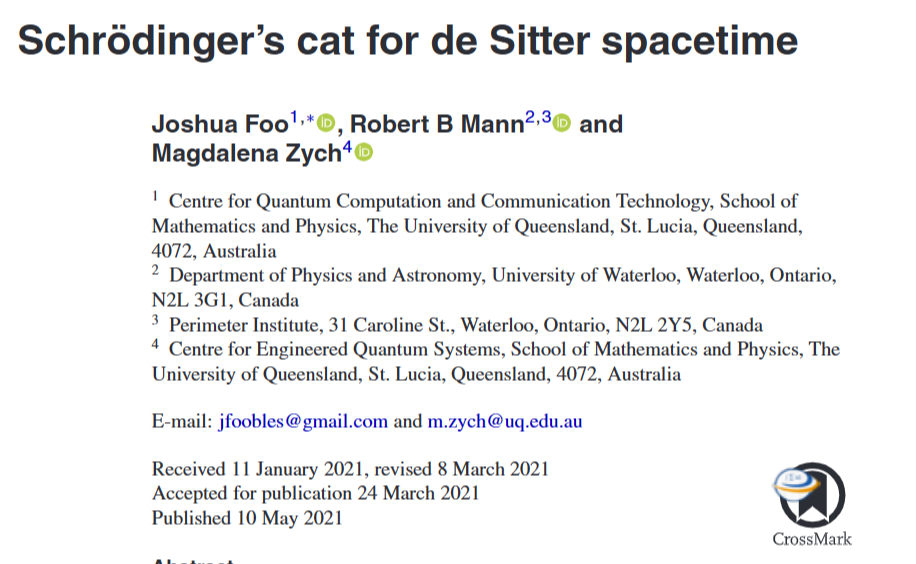 Schrödinger's cat for de Sitter spacetime
Joshua Foo1,* iD, Robert B Mann2,3 iD and
Magdalena Zych4 iD
1 Centre for Quantum Computation and Communication Technology, School of
Mathematics and Physics, The University of Queensland, St. Lucia, Queensland,
4072, Australia
2 Department of Physics and Astronomy, University of Waterloo, Waterloo, Ontario,
N2L 3G1, Canada
3 Perimeter Institute, 31 Caroline St., Waterloo, Ontario, N2L 2Y5, Canada
4 Centre for Engineered Quantum Systems, School of Mathematics and Physics, The
University of Queensland, St. Lucia, Queensland, 4072, Australia
E-mail: jfoobles@gmail.com and m.zych@uq.edu.au
Received 11 January 2021, revised 8 March 2021
Accepted for publication 24 March 2021
Published 10 May 2021
CrossMark